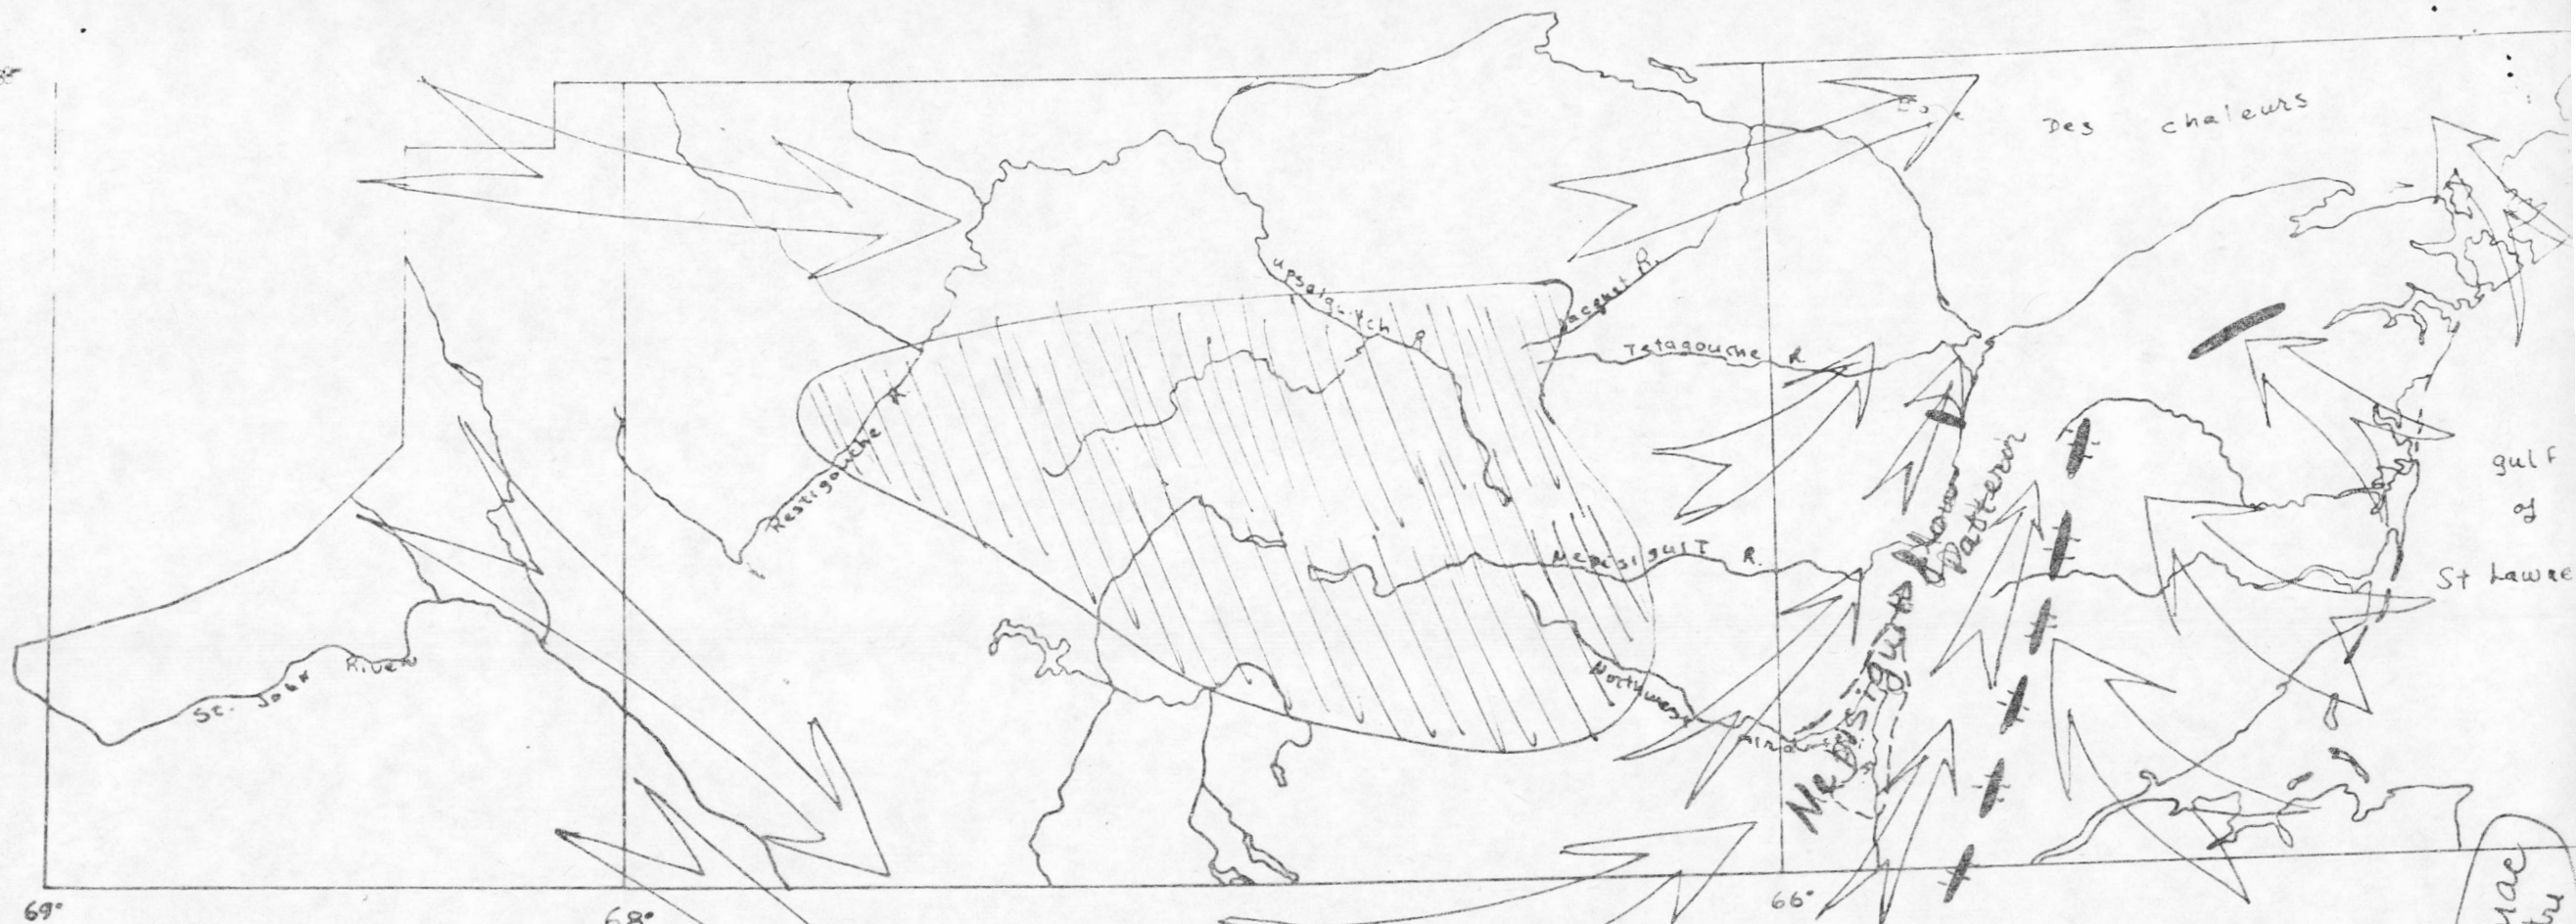 Des chaleurs
upsalquitch R
Jacquet R.
Tetagouche R
Restigouche R.
Nepisiguit R.
Northwest
St. John River
Nepisiguit Flow
Pattern
gulf
of
St Lawre
69°
68°
66°